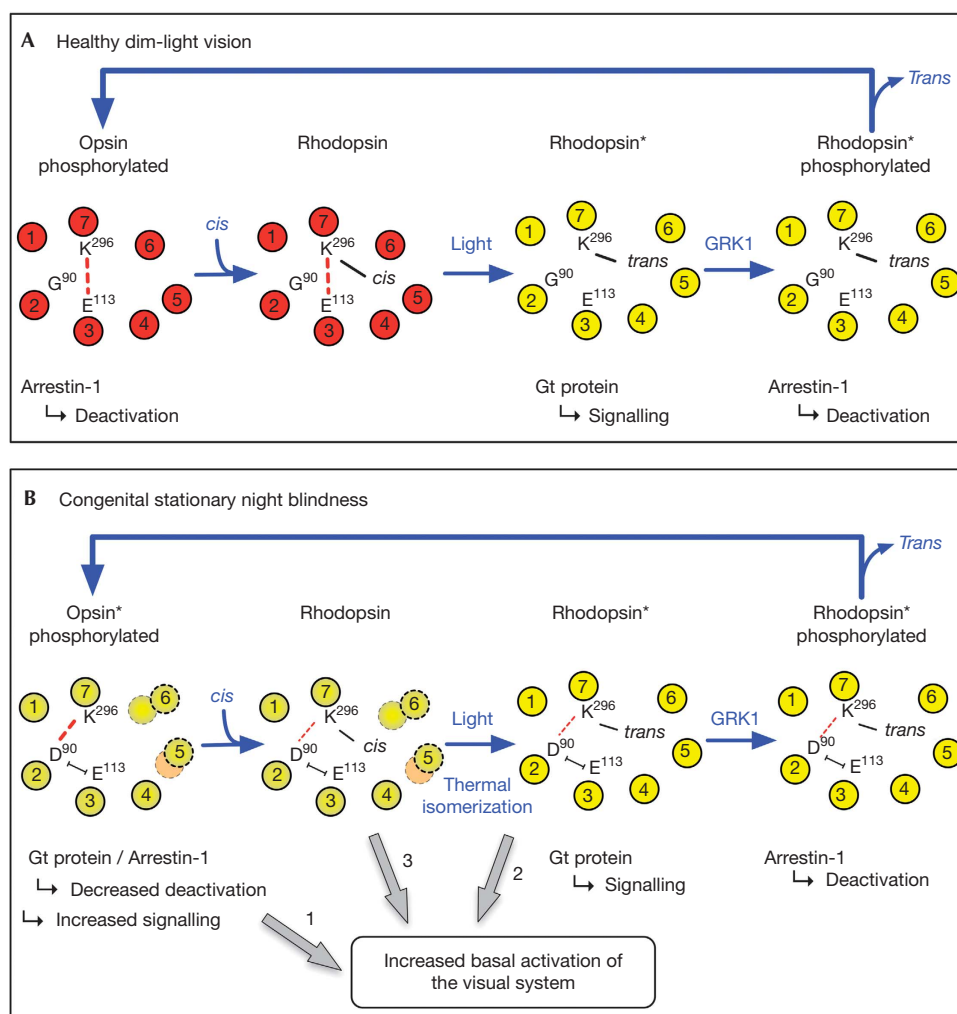 A Healthy dim-light vision
Trans
Opsin phosphorylated
Rhodopsin
Rhodopsin*
Rhodopsin* phosphorylated
1 7 6 K296 G90 E113 2 3 4 5
cis
1 7 6 K296 cis G90 E113 2 3 4 5
Light
1 7 6 K296 trans G90 E113 2 3 4 5
GRK1
1 7 6 K296 trans G90 E113 2 3 4 5
Arrestin-1
↳ Deactivation
Gt protein
↳ Signalling
Arrestin-1
↳ Deactivation
B Congenital stationary night blindness
Trans
Opsin* phosphorylated
Rhodopsin
Rhodopsin*
Rhodopsin* phosphorylated
1 7 6 K296 D90 E113 2 3 4 5
cis
1 7 6 K296 cis D90 E113 2 3 4 5
Light
Thermal isomerization
1 7 6 K296 trans D90 E113 2 3 4 5
GRK1
1 7 6 K296 trans D90 E113 2 3 4 5
Gt protein / Arrestin-1
↳ Decreased deactivation
↳ Increased signalling
1
3
2
Gt protein
↳ Signalling
Arrestin-1
↳ Deactivation
Increased basal activation of
the visual system